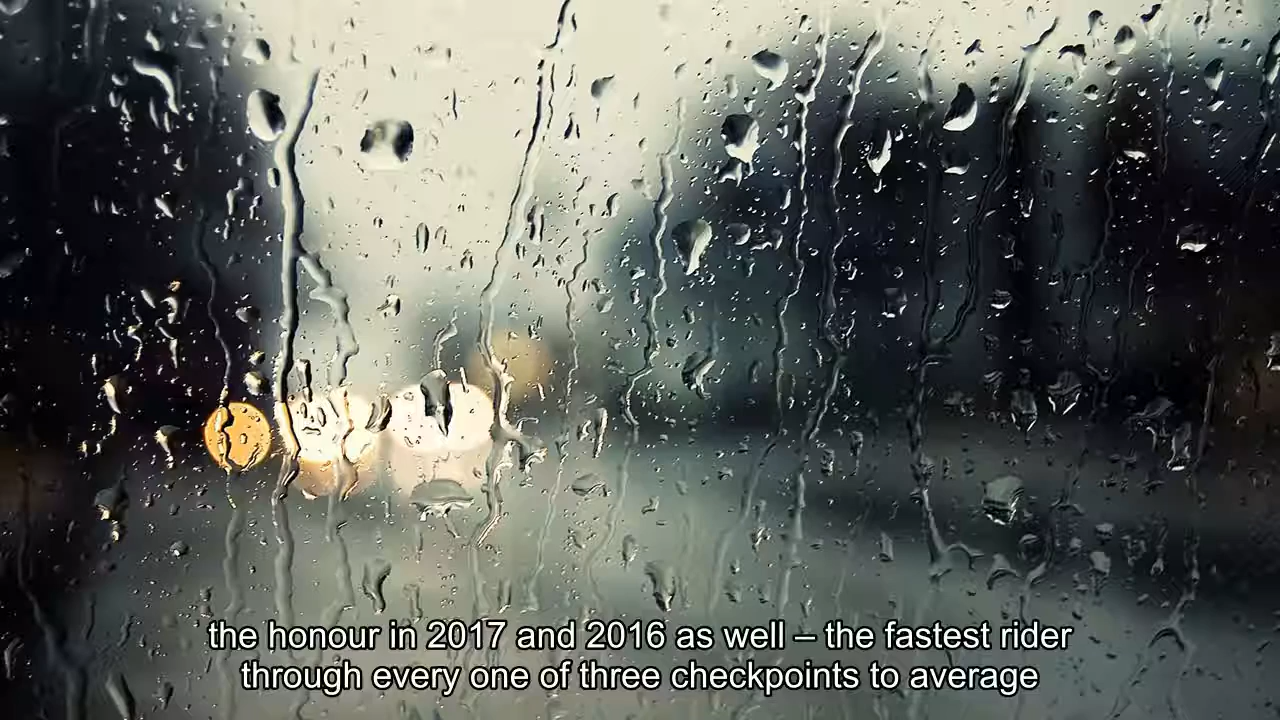 the honour in 2017 and 2016 as well – the fastest rider
through every one of three checkpoints to average